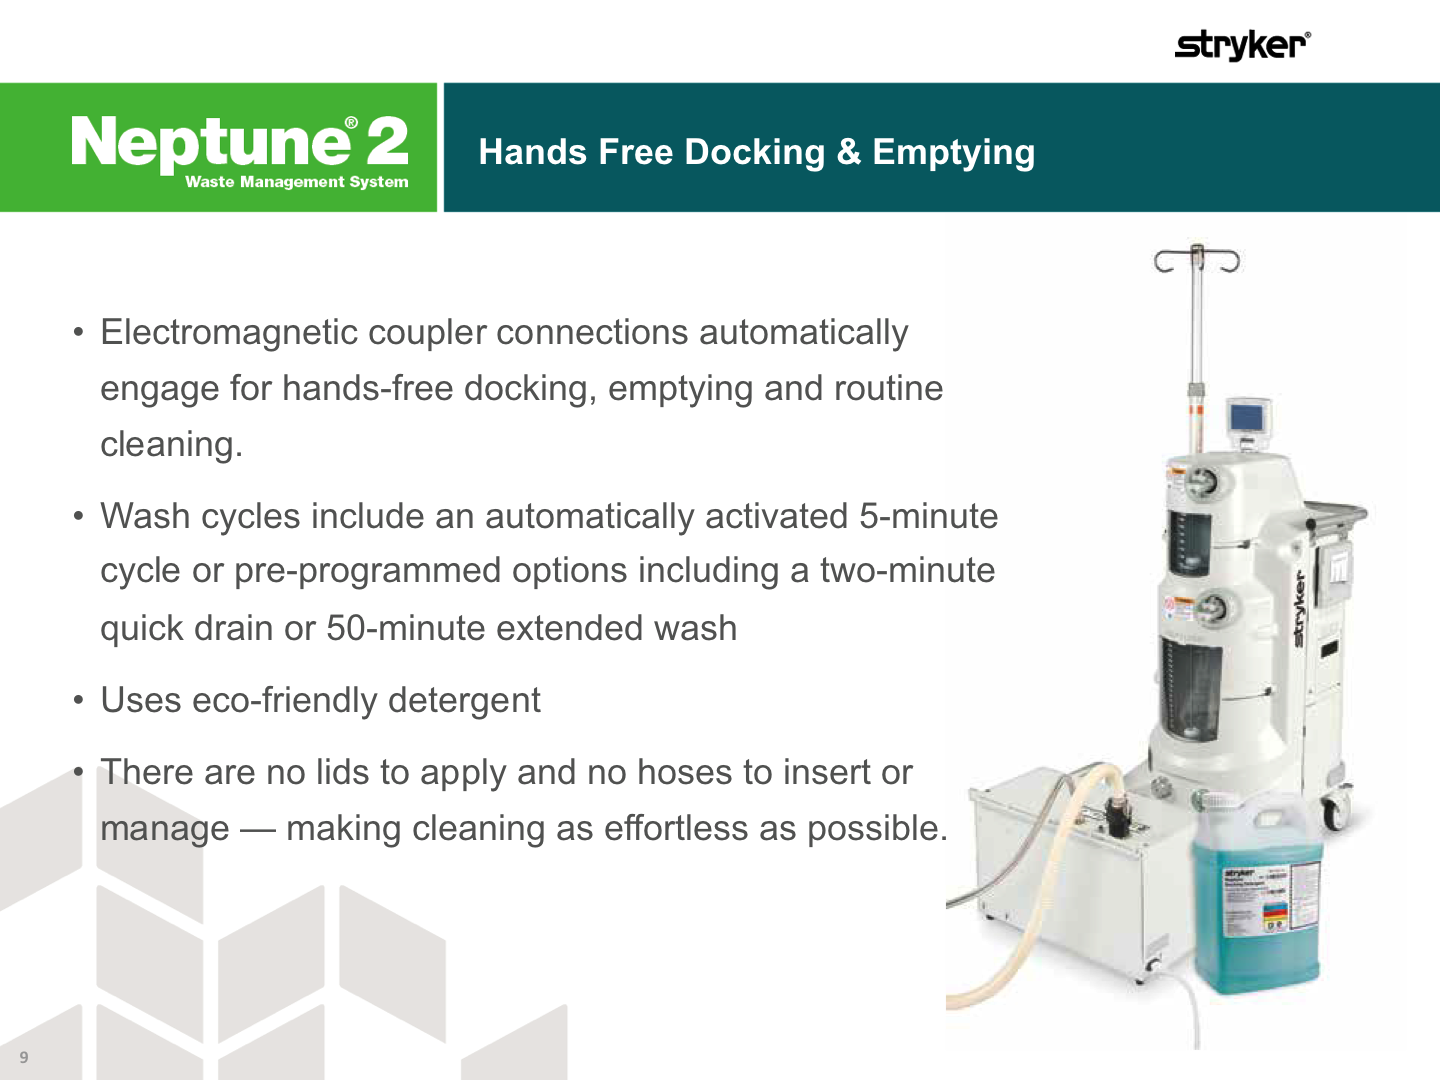 stryker®
Neptune® 2
Waste Management System
Hands Free Docking & Emptying
• Electromagnetic coupler connections automatically
engage for hands-free docking, emptying and routine
cleaning.
• Wash cycles include an automatically activated 5-minute
cycle or pre-programmed options including a two-minute
quick drain or 50-minute extended wash
• Uses eco-friendly detergent
• There are no lids to apply and no hoses to insert or
manage — making cleaning as effortless as possible.
stryker
stryker
Neptune
Docking Detergent
9